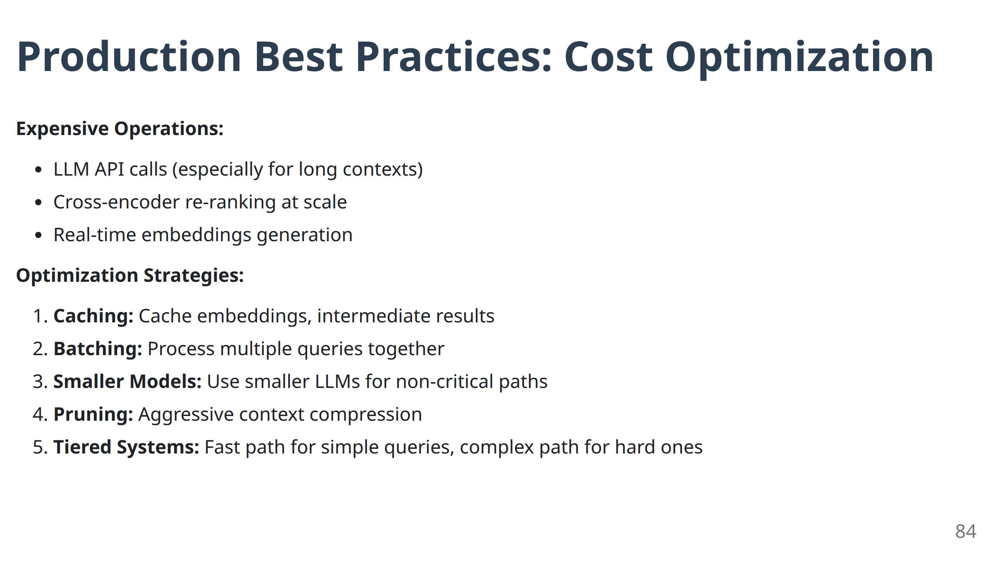 Production Best Practices: Cost Optimization
Expensive Operations:
• LLM API calls (especially for long contexts)
• Cross-encoder re-ranking at scale
• Real-time embeddings generation
Optimization Strategies:
1. Caching: Cache embeddings, intermediate results
2. Batching: Process multiple queries together
3. Smaller Models: Use smaller LLMs for non-critical paths
4. Pruning: Aggressive context compression
5. Tiered Systems: Fast path for simple queries, complex path for hard ones
84